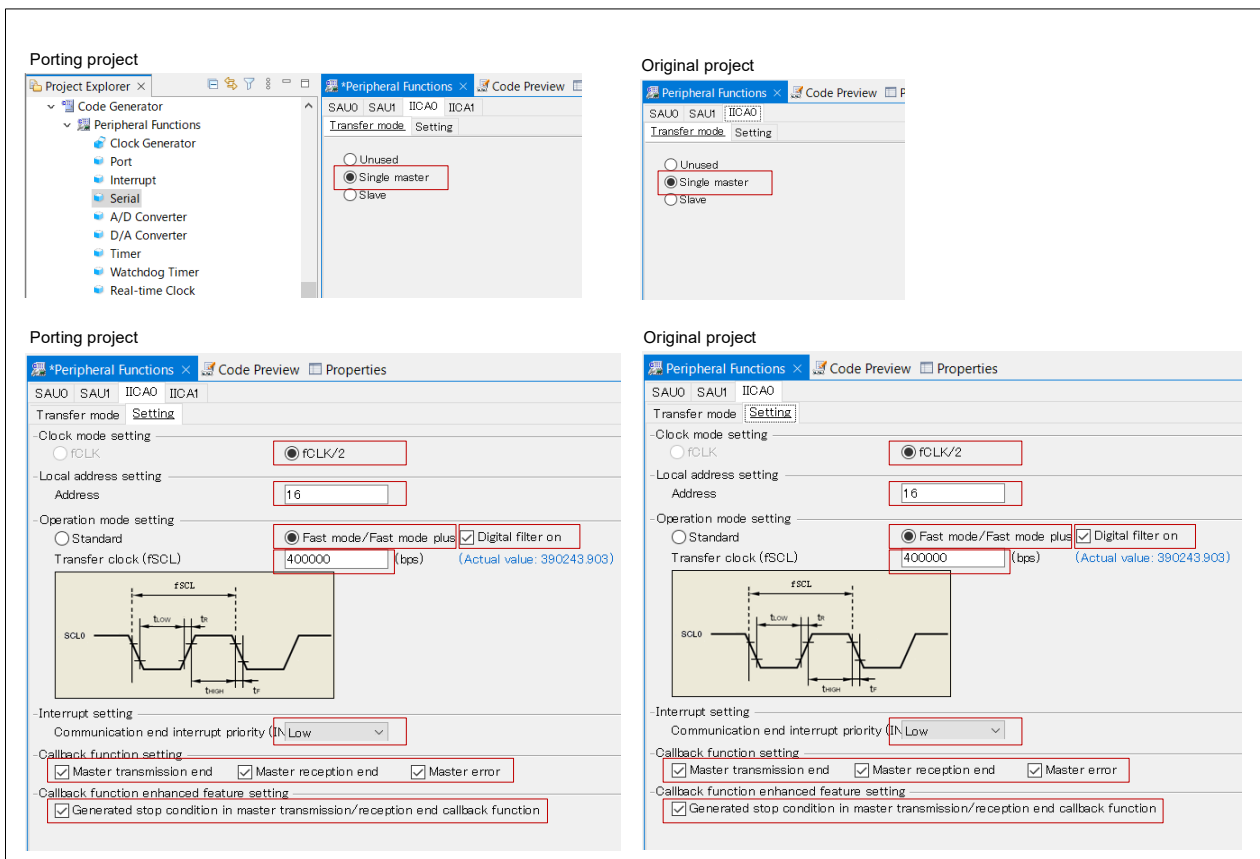 Porting project
Project Explorer
*Peripheral Functions
Code Preview
Code Generator
Peripheral Functions
Clock Generator
Port
Interrupt
Serial
A/D Converter
D/A Converter
Timer
Watchdog Timer
Real-time Clock
SAU0 SAU1 IICA0 IICA1
Transfer mode Setting
Unused
Single master
Slave
Original project
Peripheral Functions
Code Preview
P
SAU0 SAU1 IICA0
Transfer mode Setting
Unused
Single master
Slave
Porting project
*Peripheral Functions Code Preview Properties
SAU0 SAU1 IICA0 IICA1
Transfer mode Setting
Clock mode setting
fCLK fCLK/2
Local address setting
Address 16
Operation mode setting
Standard Fast mode/Fast mode plus Digital filter on
Transfer clock (fSCL) 400000 (bps) (Actual value: 390243.903)
fSCL
tLOW tR
SCL0
tHIGH tF
Interrupt setting
Communication end interrupt priority (IN Low
Callback function setting
Master transmission end Master reception end Master error
Callback function enhanced feature setting
Generated stop condition in master transmission/reception end callback function
Original project
Peripheral Functions Code Preview Properties
SAU0 SAU1 IICA0
Transfer mode Setting
Clock mode setting
fCLK fCLK/2
Local address setting
Address 16
Operation mode setting
Standard Fast mode/Fast mode plus Digital filter on
Transfer clock (fSCL) 400000 (bps) (Actual value: 390243.903)
fSCL
tLOW tR
SCL0
tHIGH tF
Interrupt setting
Communication end interrupt priority (IN Low
Callback function setting
Master transmission end Master reception end Master error
Callback function enhanced feature setting
Generated stop condition in master transmission/reception end callback function